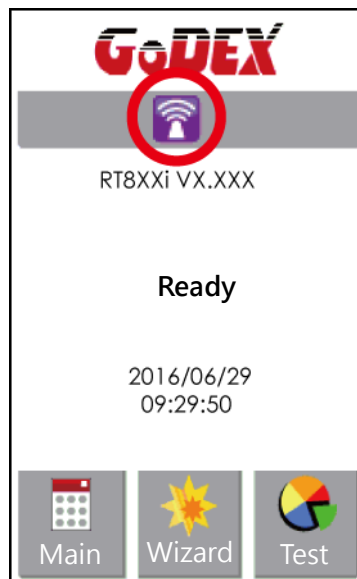 GoDEX
RT8XXi VX.XXX
Ready
2016/06/29
09:29:50
Main
Wizard
Test